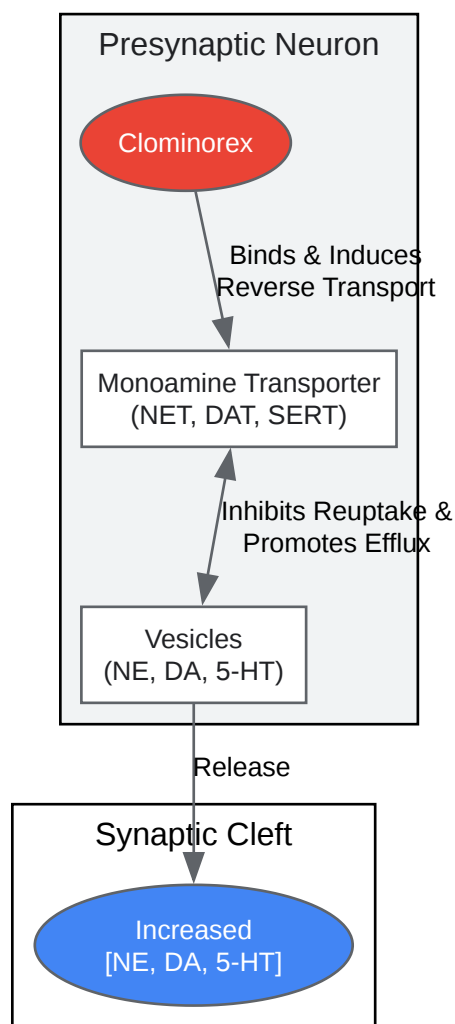 Presynaptic Neuron
Clominorex
Binds & Induces
Reverse Transport
Monoamine Transporter
(NET, DAT, SERT)
Inhibits Reuptake &
Promotes Efflux
Vesicles
(NE, DA, 5-HT)
Release
Synaptic Cleft
Increased
[NE, DA, 5-HT]